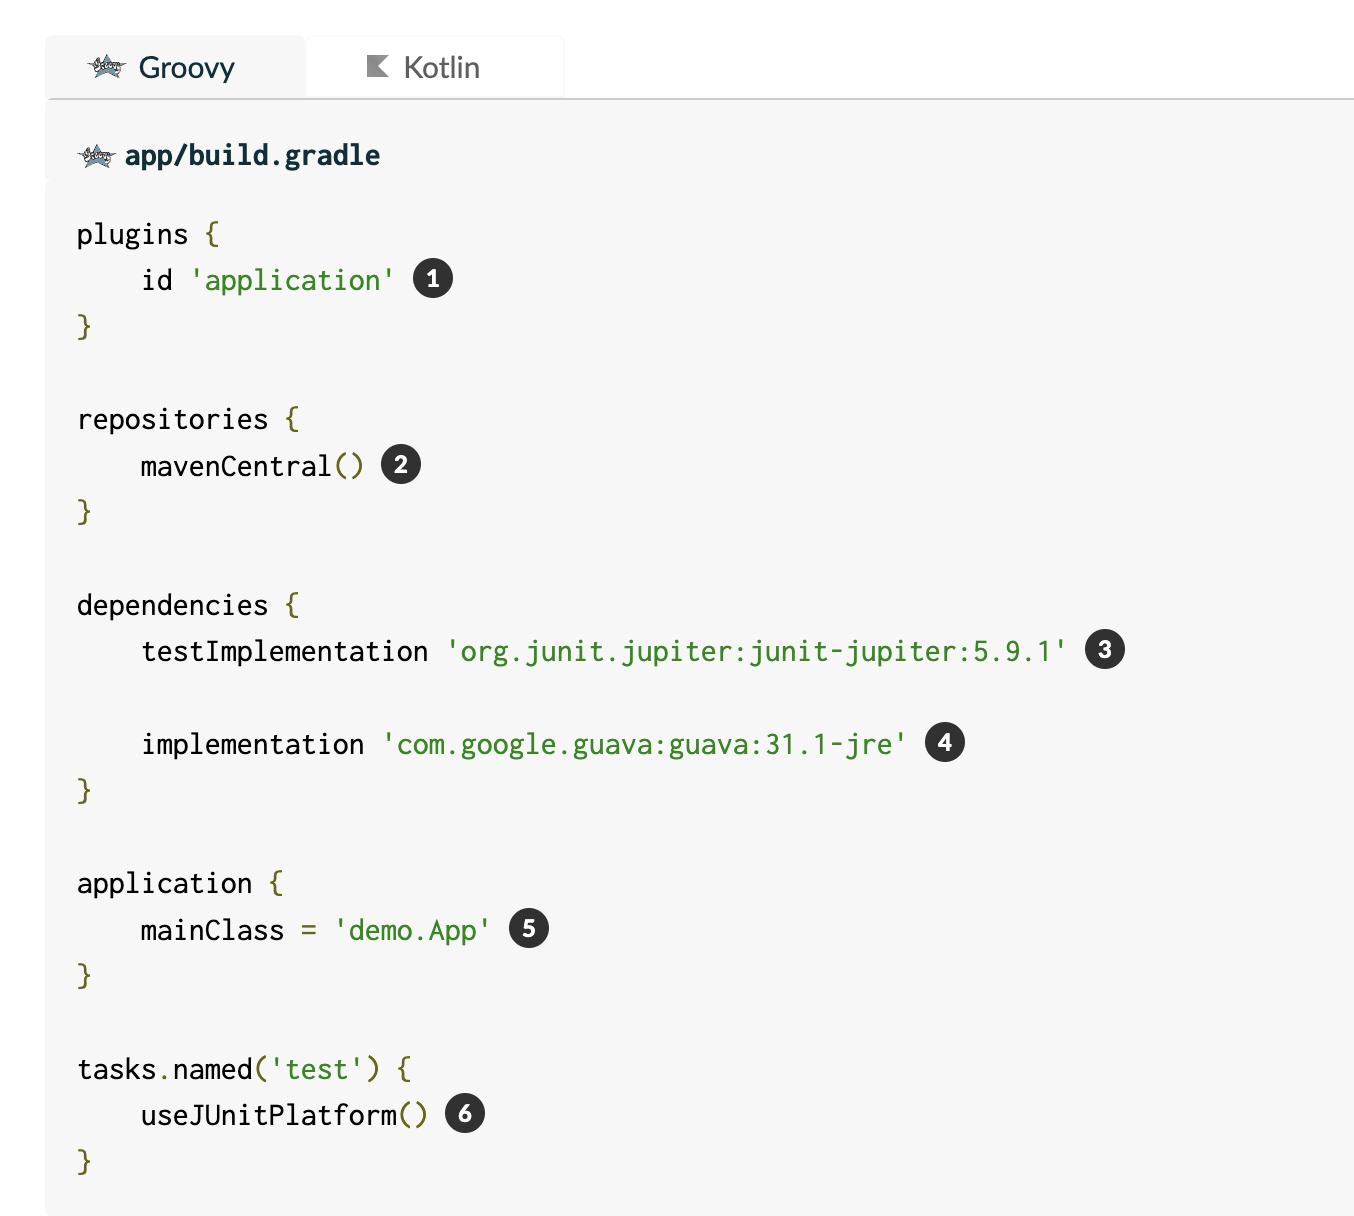 Groovy Kotlin
app/build.gradle
plugins {
    id 'application' 1
}
repositories {
    mavenCentral() 2
}
dependencies {
    testImplementation 'org.junit.jupiter:junit-jupiter:5.9.1' 3
    implementation 'com.google.guava:guava:31.1-jre' 4
}
application {
    mainClass = 'demo.App' 5
}
tasks.named('test') {
    useJUnitPlatform() 6
}